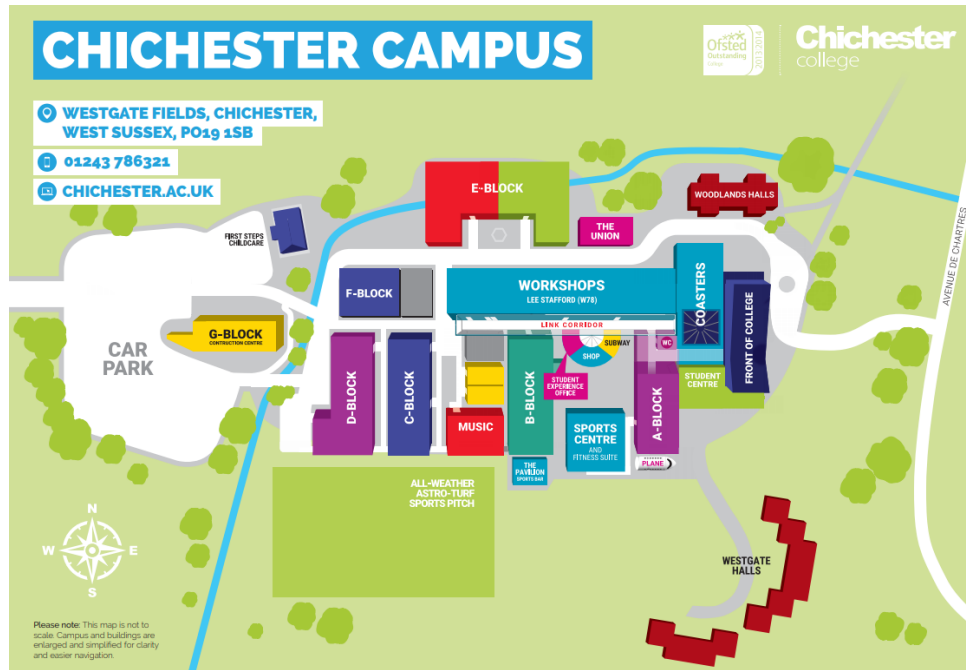 CHICHESTER CAMPUS
Ofsted
Outstanding
College
2013|2014
Chichester
college
WESTGATE FIELDS, CHICHESTER,
WEST SUSSEX, PO19 1SB
01243 786321
CHICHESTER.AC.UK
E-BLOCK
WOODLANDS HALLS
THE
UNION
FIRST STEPS
CHILDCARE
AVENUE DE CHARTRES
F-BLOCK
WORKSHOPS
LEE STAFFORD (W78)
COASTERS
FRONT OF COLLEGE
LINK CORRIDOR
G-BLOCK
CONTRUCTION CENTRE
CAR
PARK
SUBWAY
SHOP
WC
STUDENT
EXPERIENCE
OFFICE
STUDENT
CENTRE
D-BLOCK
C-BLOCK
MUSIC
B-BLOCK
SPORTS
CENTRE
AND
FITNESS SUITE
A-BLOCK
PLANE
THE
PAVILION
SPORTS BAR
ALL-WEATHER
ASTRO-TURF
SPORTS PITCH
N
W
E
S
WESTGATE
HALLS
Please note: This map is not to
scale. Campus and buildings are
enlarged and simplified for clarity
and easier navigation.